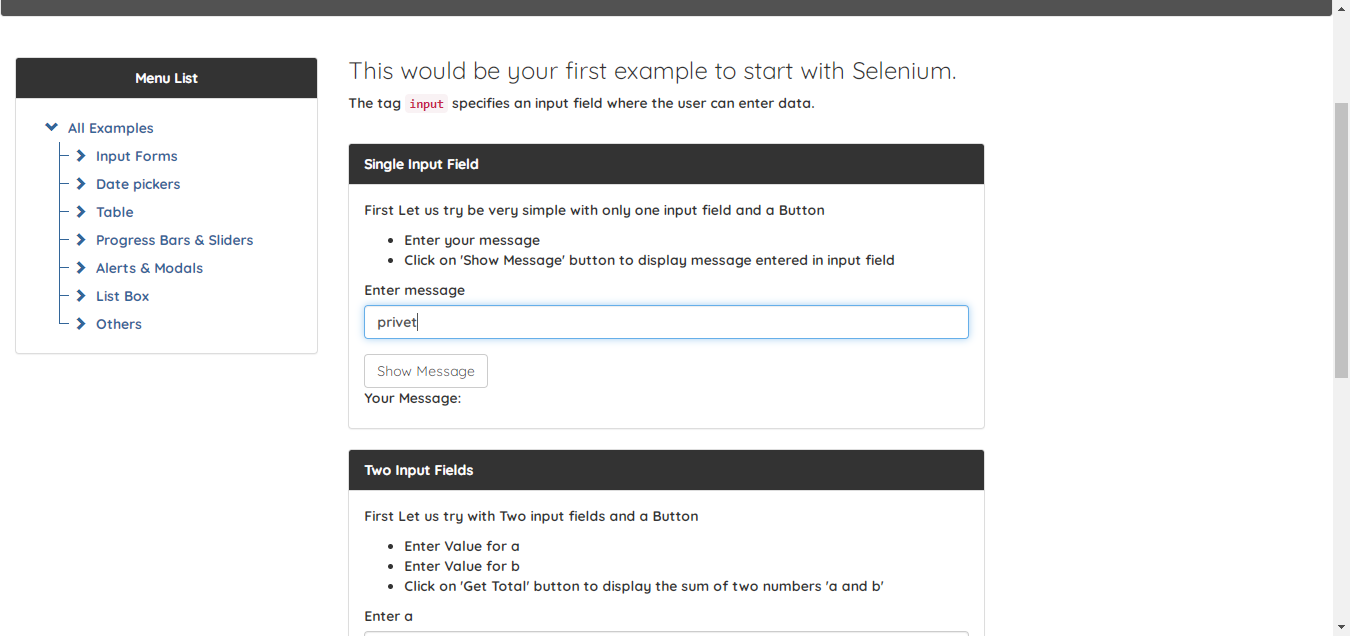 Menu List
All Examples
Input Forms
Date pickers
Table
Progress Bars & Sliders
Alerts & Modals
List Box
Others
This would be your first example to start with Selenium.
The tag input specifies an input field where the user can enter data.
Single Input Field
First Let us try be very simple with only one input field and a Button
Enter your message
Click on 'Show Message' button to display message entered in input field
Enter message
privet
Show Message
Your Message:
Two Input Fields
First Let us try with Two input fields and a Button
Enter Value for a
Enter Value for b
Click on 'Get Total' button to display the sum of two numbers 'a and b'
Enter a